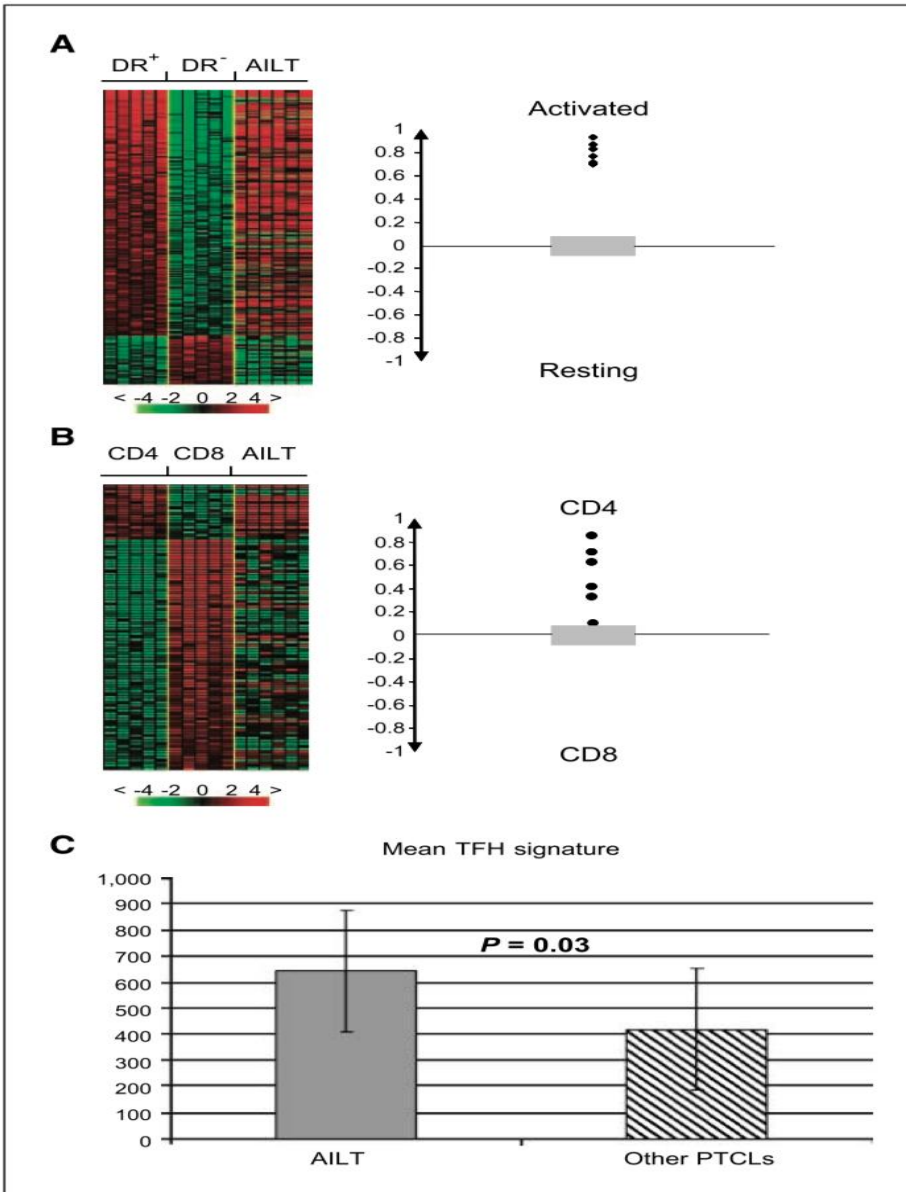 A
DR+ DR- AILT
< -4 -2 0 2 4 >
Activated
1
0.8
0.6
0.4
0.2
0
-0.2
-0.4
-0.6
-0.8
-1
Resting
B
CD4 CD8 AILT
< -4 -2 0 2 4 >
CD4
1
0.8
0.6
0.4
0.2
0
-0.2
-0.4
-0.6
-0.8
-1
CD8
C
Mean TFH signature
1,000
900
800
700
600
500
400
300
200
100
0
P = 0.03
AILT Other PTCLs